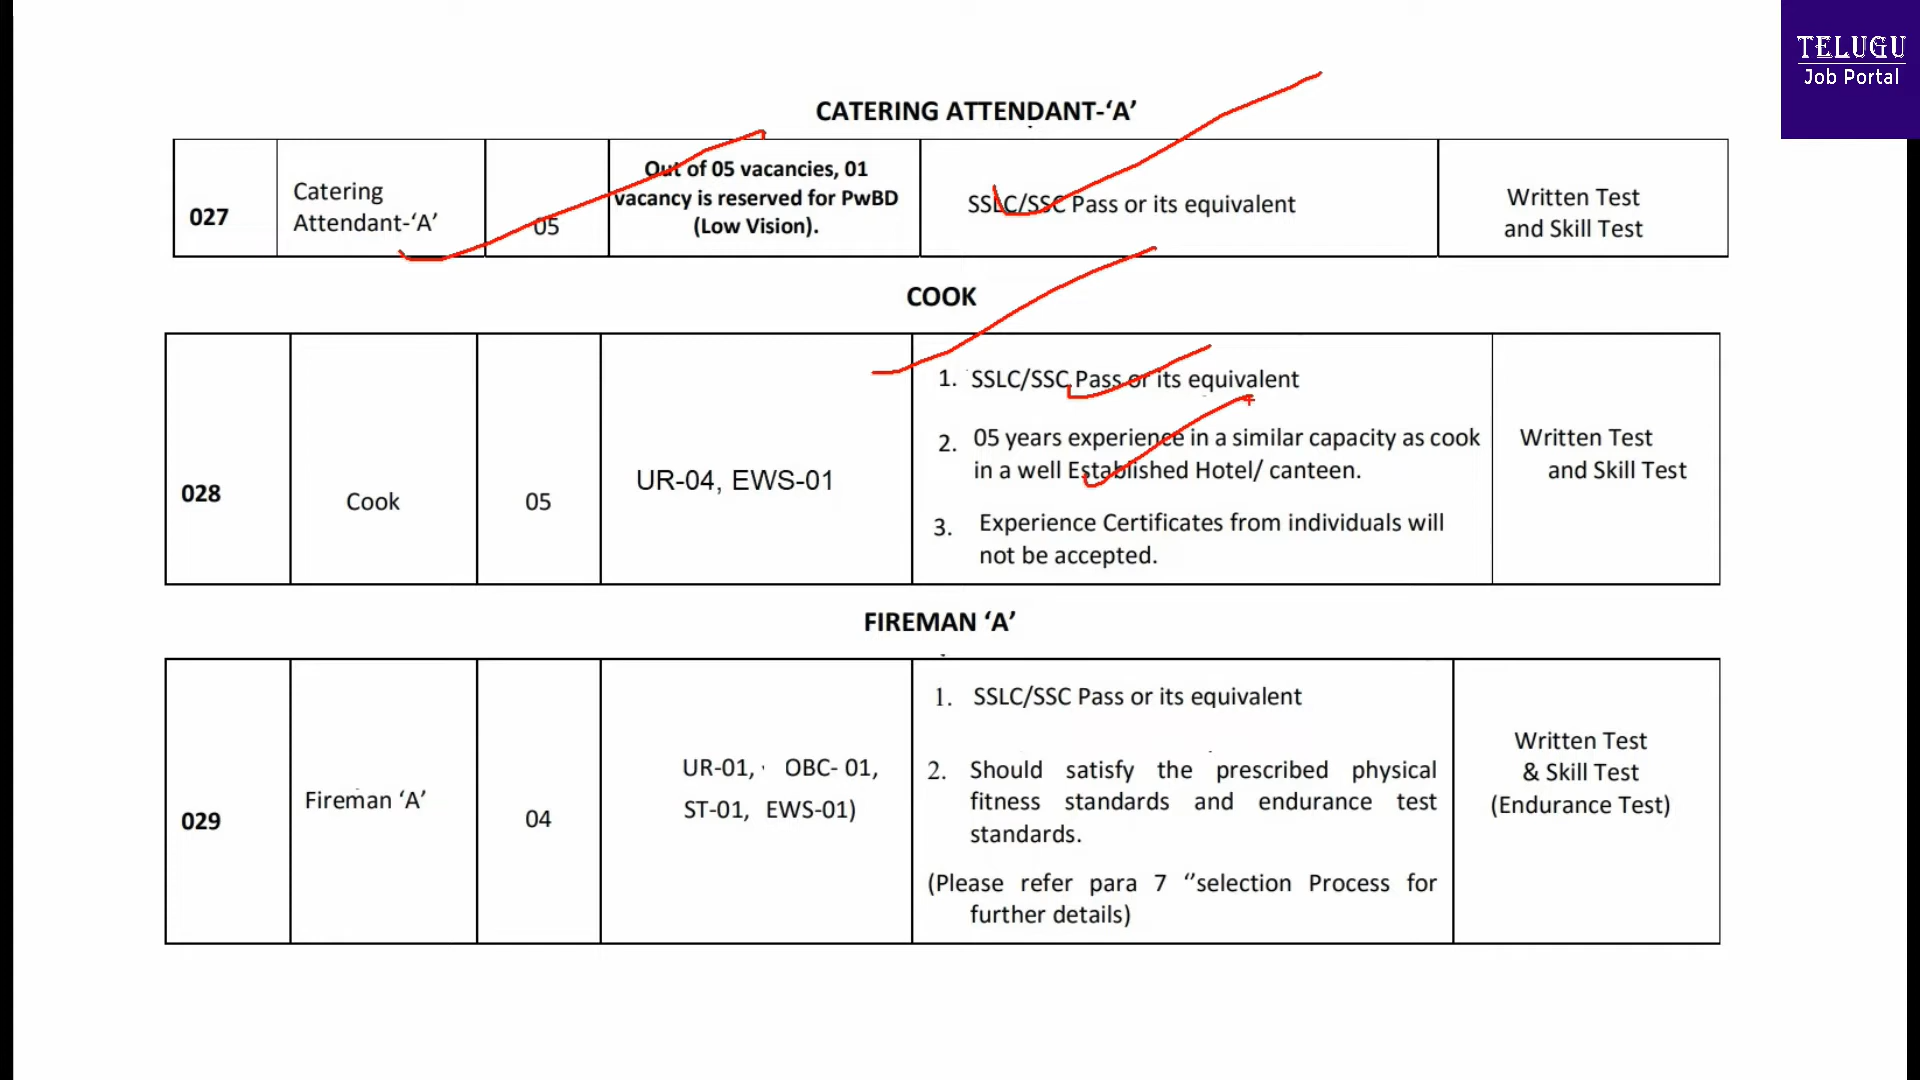 TELUGU
Job Portal
CATERING ATTENDANT-‘A’
027
Catering
Attendant-‘A’
05
Out of 05 vacancies, 01
vacancy is reserved for PwBD
(Low Vision).
SSLC/SSC Pass or its equivalent
Written Test
and Skill Test
COOK
028
Cook
05
UR-04, EWS-01
1. SSLC/SSC Pass or its equivalent
2. 05 years experience in a similar capacity as cook
in a well Established Hotel/ canteen.
3. Experience Certificates from individuals will
not be accepted.
Written Test
and Skill Test
FIREMAN ‘A’
029
Fireman ‘A’
04
UR-01, OBC- 01,
ST-01, EWS-01)
1. SSLC/SSC Pass or its equivalent
2. Should satisfy the prescribed physical
fitness standards and endurance test
standards.
(Please refer para 7 ‘’selection Process for
further details)
Written Test
& Skill Test
(Endurance Test)